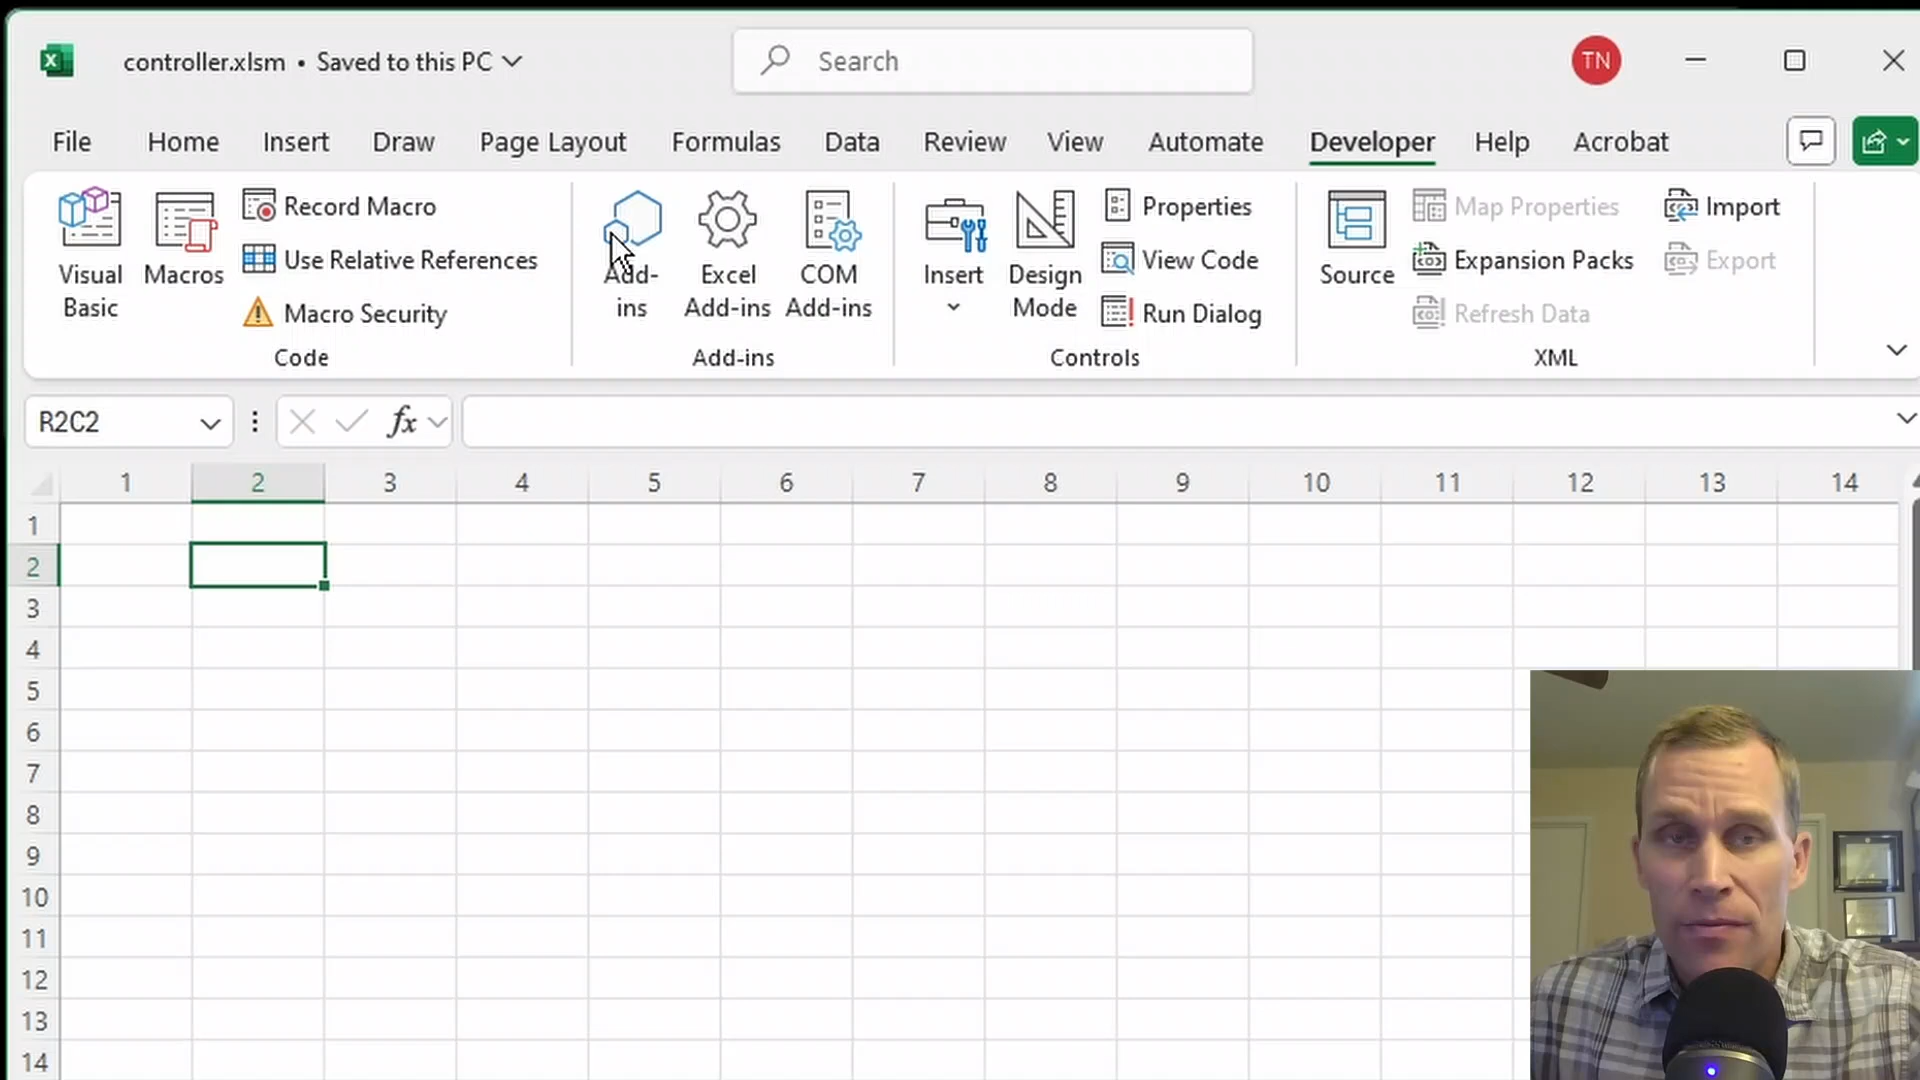 controller.xlsm • Saved to this PC
Search
TN
File Home Insert Draw Page Layout Formulas Data Review View Automate Developer Help Acrobat
Visual Basic
Macros
Record Macro
Use Relative References
Macro Security
Code
Add-ins
Excel Add-ins
COM Add-ins
Add-ins
Insert
Design Mode
Properties
View Code
Run Dialog
Controls
Source
Map Properties
Expansion Packs
Refresh Data
Import
Export
XML
R2C2
fx
1 2 3 4 5 6 7 8 9 10 11 12 13 14
1
2
3
4
5
6
7
8
9
10
11
12
13
14